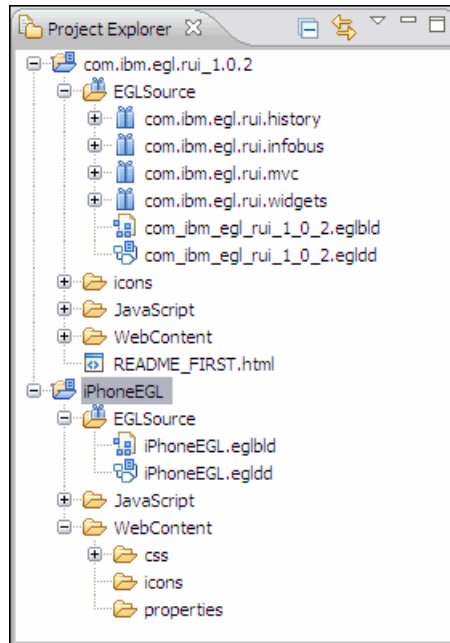 Project Explorer
com.ibm.egl.rui_1.0.2
EGLSource
com.ibm.egl.rui.history
com.ibm.egl.rui.infobus
com.ibm.egl.rui.mvc
com.ibm.egl.rui.widgets
com_ibm_egl_rui_1_0_2.eglbld
com_ibm_egl_rui_1_0_2.egldd
icons
JavaScript
WebContent
README_FIRST.html
iPhoneEGL
EGLSource
iPhoneEGL.eglbld
iPhoneEGL.egldd
JavaScript
WebContent
css
icons
properties